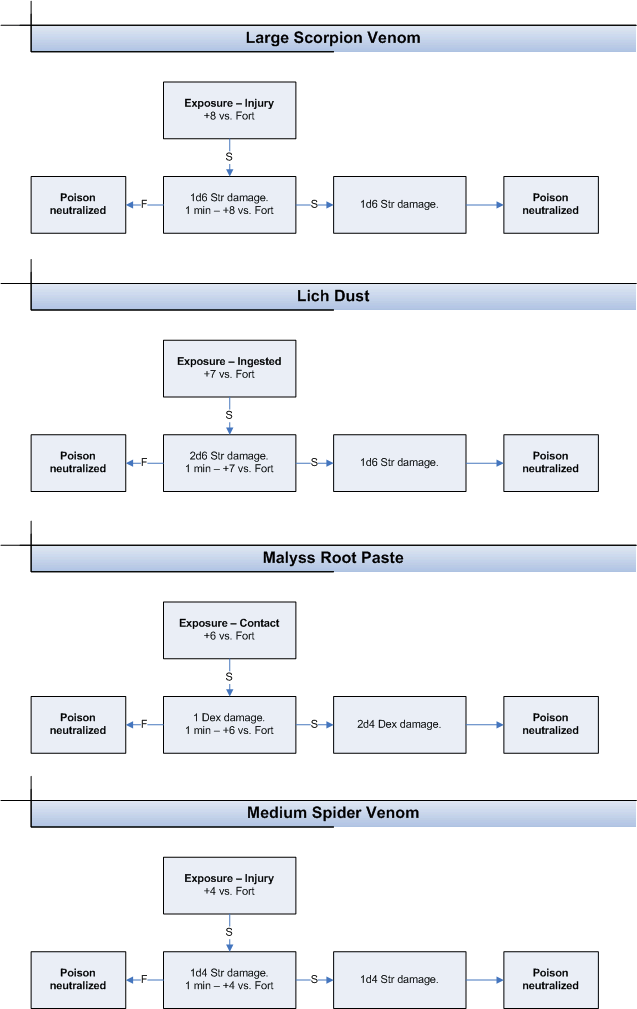 Large Scorpion Venom
Exposure – Injury
+8 vs. Fort
S
Poison
neutralized
F
1d6 Str damage.
1 min – +8 vs. Fort
S
1d6 Str damage.
Poison
neutralized
Lich Dust
Exposure – Ingested
+7 vs. Fort
S
Poison
neutralized
F
2d6 Str damage.
1 min – +7 vs. Fort
S
1d6 Str damage.
Poison
neutralized
Malyss Root Paste
Exposure – Contact
+6 vs. Fort
S
Poison
neutralized
F
1 Dex damage.
1 min – +6 vs. Fort
S
2d4 Dex damage.
Poison
neutralized
Medium Spider Venom
Exposure – Injury
+4 vs. Fort
S
Poison
neutralized
F
1d4 Str damage.
1 min – +4 vs. Fort
S
1d4 Str damage.
Poison
neutralized